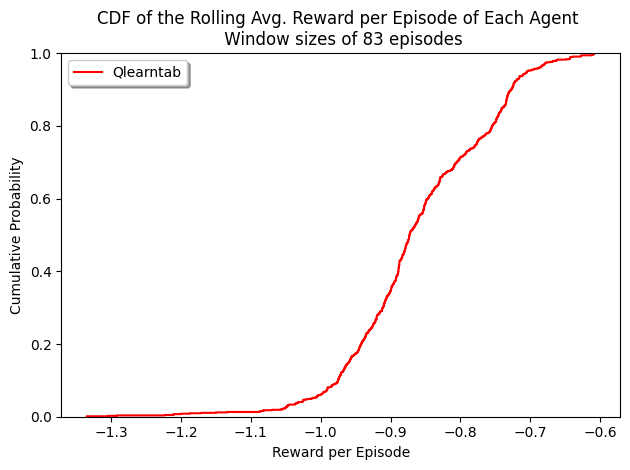 CDF of the Rolling Avg. Reward per Episode of Each Agent
Window sizes of 83 episodes
Qlearntab
Cumulative Probability
1.0
0.8
0.6
0.4
0.2
0.0
−1.3 −1.2 −1.1 −1.0 −0.9 −0.8 −0.7 −0.6
Reward per Episode